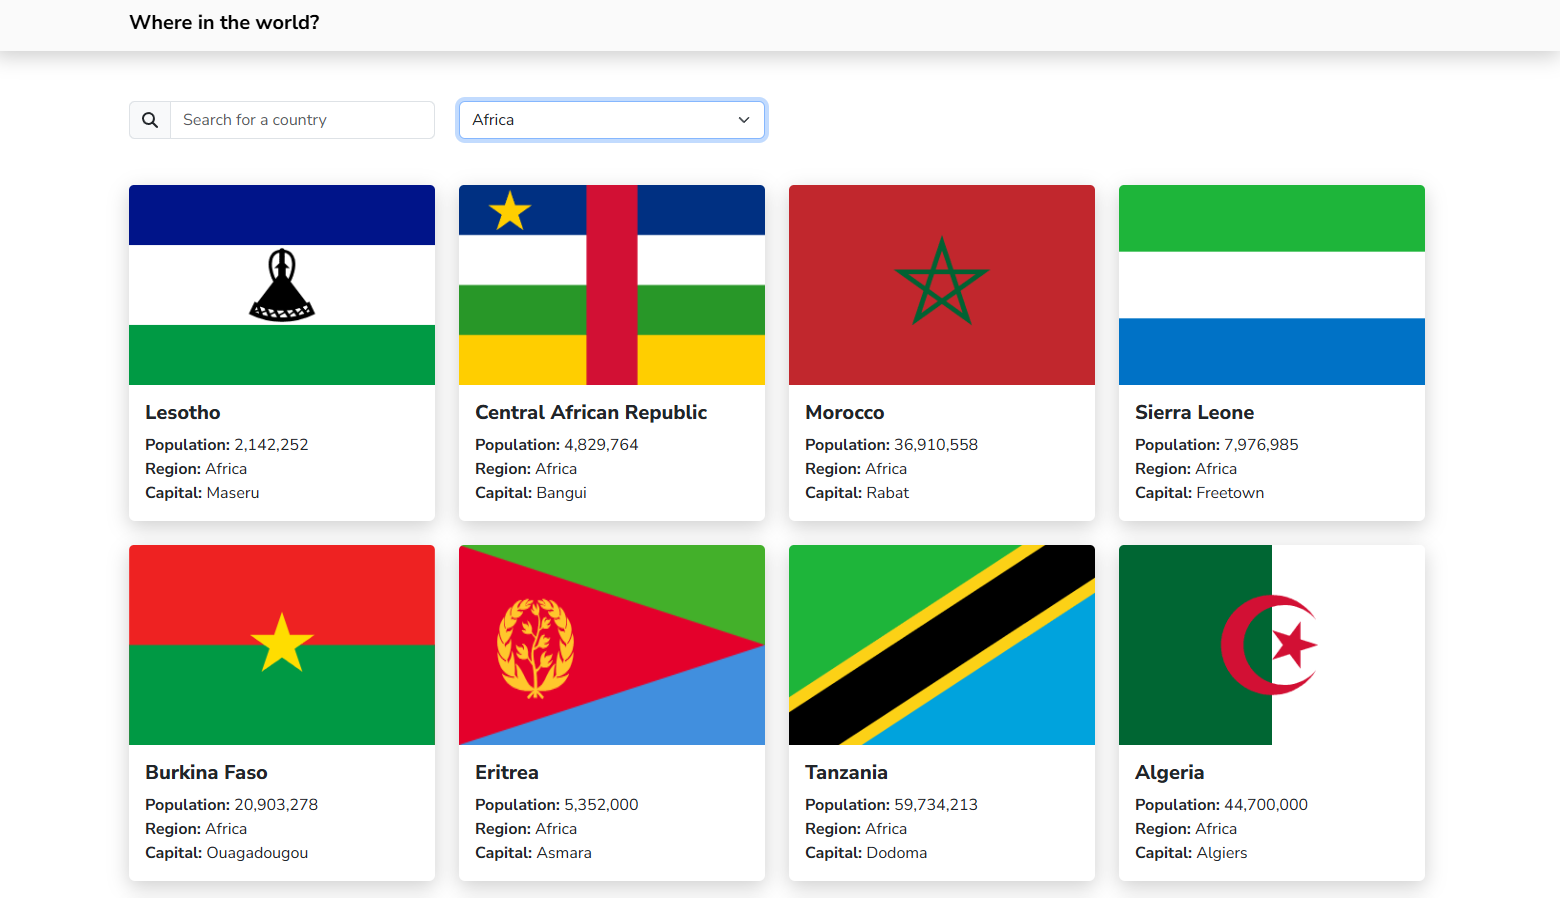 Where in the world?
Search for a country
Africa
Lesotho
Population: 2,142,252
Region: Africa
Capital: Maseru
Central African Republic
Population: 4,829,764
Region: Africa
Capital: Bangui
Morocco
Population: 36,910,558
Region: Africa
Capital: Rabat
Sierra Leone
Population: 7,976,985
Region: Africa
Capital: Freetown
Burkina Faso
Population: 20,903,278
Region: Africa
Capital: Ouagadougou
Eritrea
Population: 5,352,000
Region: Africa
Capital: Asmara
Tanzania
Population: 59,734,213
Region: Africa
Capital: Dodoma
Algeria
Population: 44,700,000
Region: Africa
Capital: Algiers